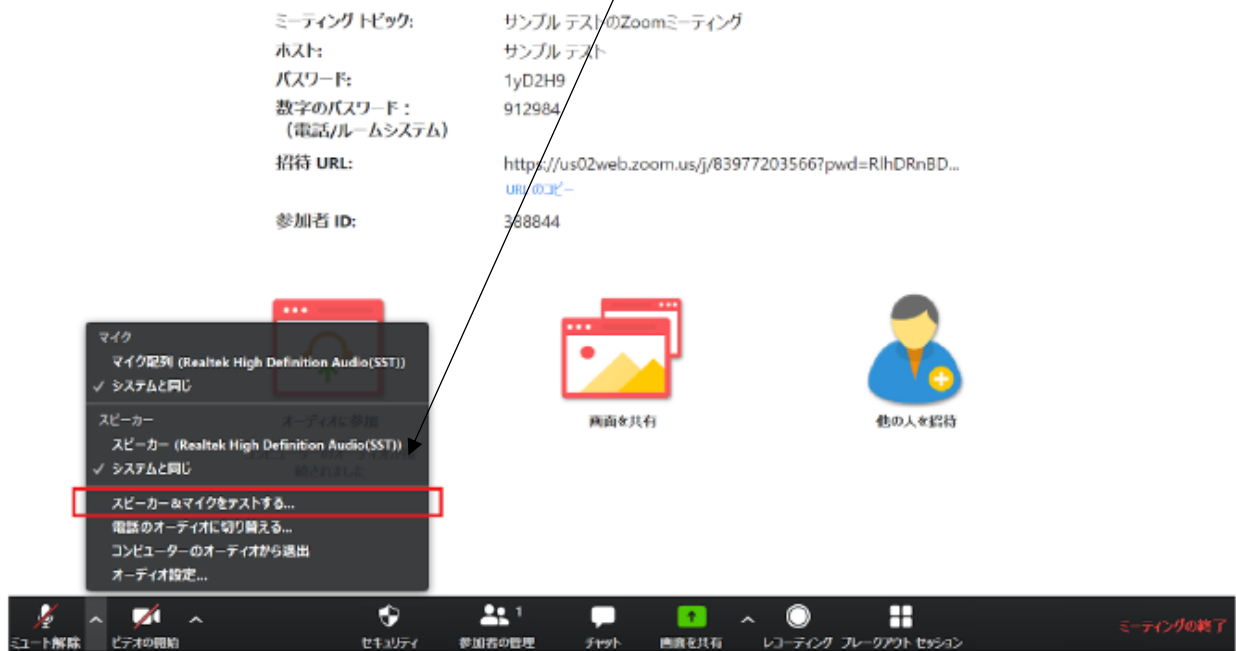 ミーティング トピック: サンプル テストのZoomミーティング
ホスト: サンプル テスト
パスワード: 1yD2H9
数字のパスワード： 912984
（電話/ルームシステム）
招待 URL: https://us02web.zoom.us/j/83977203566?pwd=RlhDRnBD...
URL のコピー
参加者 ID: 388844
マイク
マイク配列 (Realtek High Definition Audio(SST))
✓ システムと同じ
スピーカー
スピーカー (Realtek High Definition Audio(SST))
✓ システムと同じ
スピーカー＆マイクをテストする...
電話のオーディオに切り替える...
コンピューターのオーディオから退出
オーディオ設定...
オーディオに参加
画面を共有
他の人を招待
1
ミュート解除 ビデオの開始 セキュリティ 参加者の管理 チャット 画面を共有 レコーディング ブレークアウト セッション ミーティングの終了